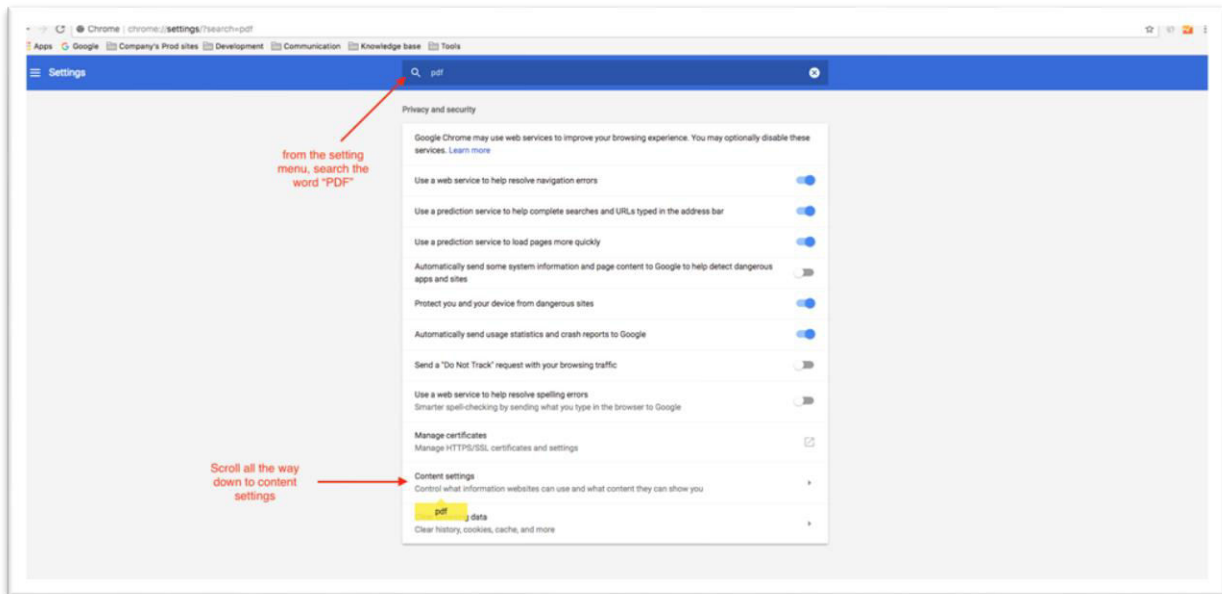 Chrome | chrome://settings/?search=pdf
Apps Google Company's Prod sites Development Communication Knowledge base Tools
Settings
pdf
Privacy and security
Google Chrome may use web services to improve your browsing experience. You may optionally disable these
services. Learn more
from the setting
menu, search the
word “PDF”
Use a web service to help resolve navigation errors
Use a prediction service to help complete searches and URLs typed in the address bar
Use a prediction service to load pages more quickly
Automatically send some system information and page content to Google to help detect dangerous
apps and sites
Protect you and your device from dangerous sites
Automatically send usage statistics and crash reports to Google
Send a "Do Not Track" request with your browsing traffic
Use a web service to help resolve spelling errors
Smarter spell-checking by sending what you type in the browser to Google
Manage certificates
Manage HTTPS/SSL certificates and settings
Scroll all the way
down to content
settings
Content settings
Control what information websites can use and what content they can show you
pdf
data
Clear history, cookies, cache, and more